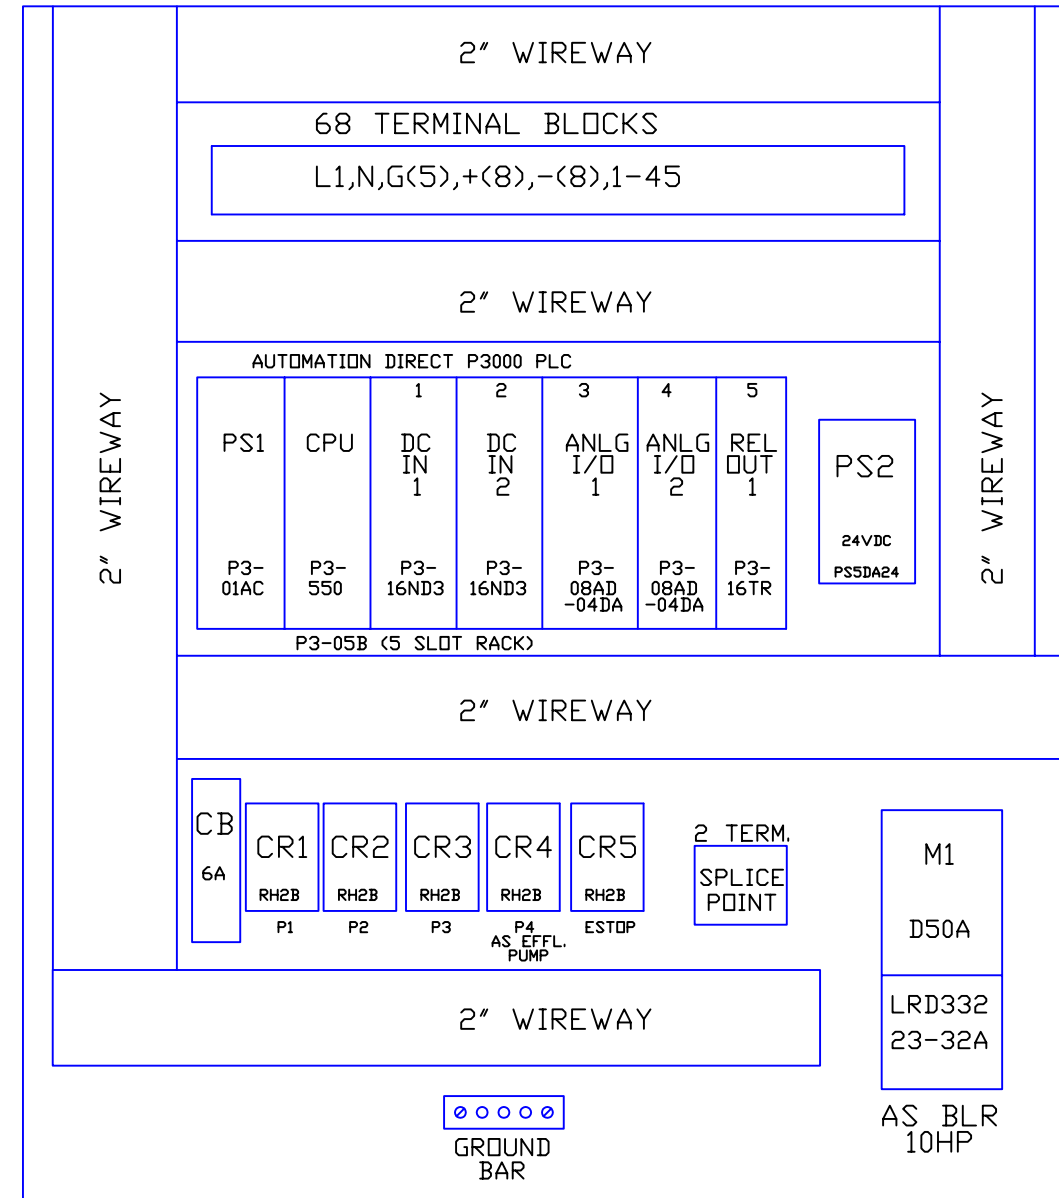 2" WIREWAY
68 TERMINAL BLOCKS
L1,N,G(5),+(8),-(8),1-45
2" WIREWAY
2" WIREWAY
2" WIREWAY
AUTOMATION DIRECT P3000 PLC
PS1
P3-
01AC
CPU
P3-
550
1
DC
IN
1
P3-
16ND3
2
DC
IN
2
P3-
16ND3
3
ANLG
I/O
1
P3-
08AD
-04DA
4
ANLG
I/O
2
P3-
08AD
-04DA
5
REL
OUT
1
P3-
16TR
PS2
24VDC
PS5DA24
P3-05B (5 SLOT RACK)
2" WIREWAY
CB
6A
CR1
RH2B
P1
CR2
RH2B
P2
CR3
RH2B
P3
CR4
RH2B
P4
AS EFFL.
PUMP
CR5
RH2B
ESTOP
2 TERM.
SPLICE
POINT
M1
D50A
LRD332
23-32A
AS BLR
10HP
2" WIREWAY
GROUND
BAR